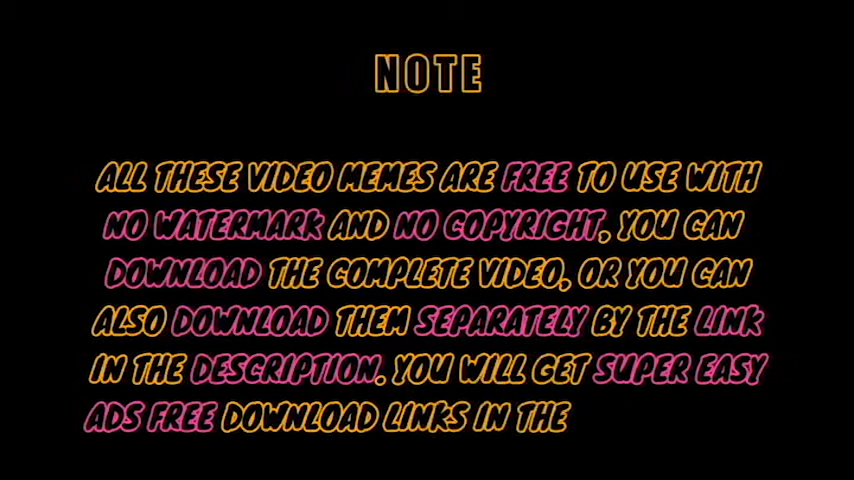 NOTE
ALL THESE VIDEO MEMES ARE FREE TO USE WITH
NO WATERMARK AND NO COPYRIGHT, YOU CAN
DOWNLOAD THE COMPLETE VIDEO, OR YOU CAN
ALSO DOWNLOAD THEM SEPARATELY BY THE LINK
IN THE DESCRIPTION. YOU WILL GET SUPER EASY
ADS FREE DOWNLOAD LINKS IN THE